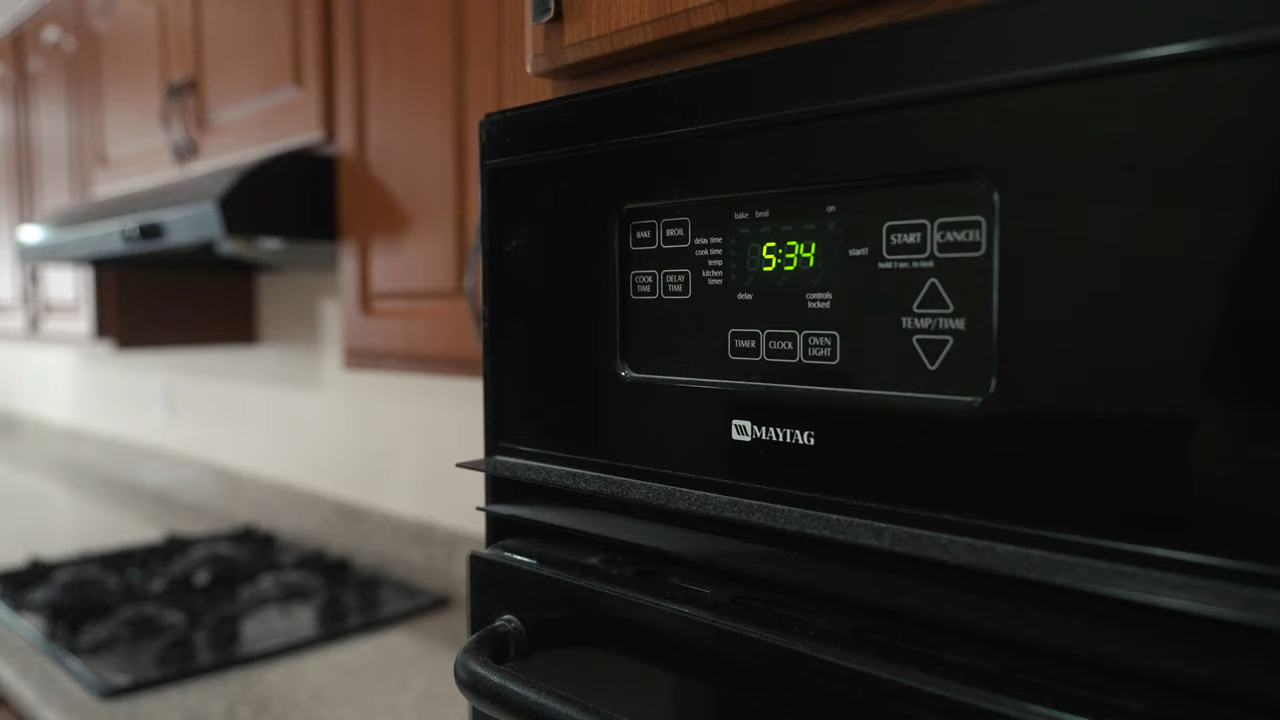 BAKE
BROIL
COOK
TIME
DELAY
TIME
bake broil
on
delay time
cook time
temp
kitchen
timer
5:34
start?
delay
controls
locked
TIMER
CLOCK
OVEN
LIGHT
START
CANCEL
hold 3 sec. to lock
TEMP/TIME
MAYTAG